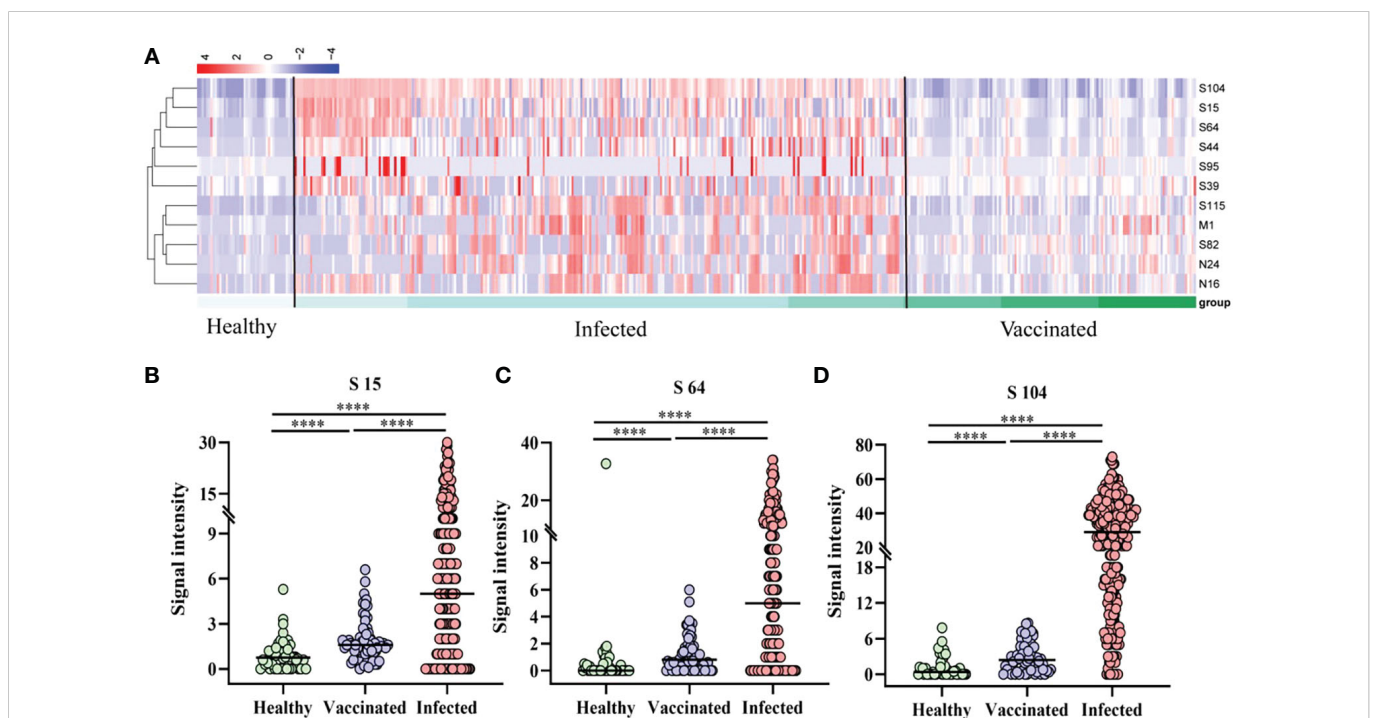 A
4 2 0 -2 -4
S104
S15
S64
S44
S95
S39
S115
M1
S82
N24
N16
group
Healthy Infected Vaccinated
B
S 15
****
**** ****
Signal intensity
30
15
9
6
3
0
Healthy Vaccinated Infected
C
S 64
****
**** ****
Signal intensity
40
20
10
8
6
4
2
0
Healthy Vaccinated Infected
D
S 104
****
**** ****
Signal intensity
80
60
40
20
18
12
6
0
Healthy Vaccinated Infected